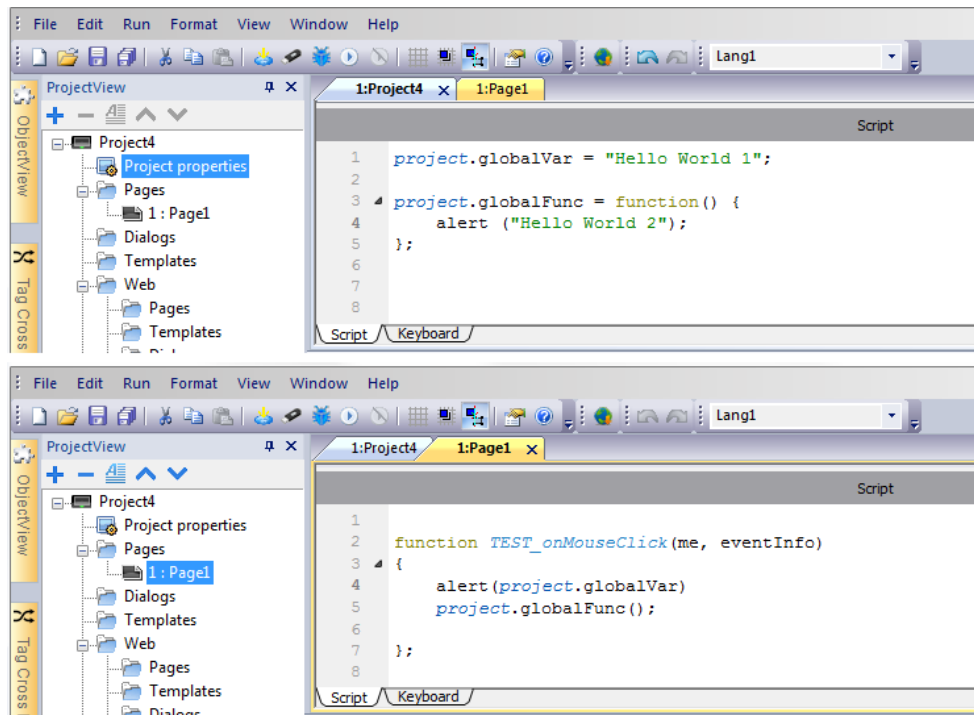 File Edit Run Format View Window Help
Lang1
ProjectView
1:Project4 1:Page1
ObjectView
Tag Cross
Project4
Project properties
Pages
1 : Page1
Dialogs
Templates
Web
Pages
Templates
Script
1 project.globalVar = "Hello World 1";
2
3 project.globalFunc = function() {
4 alert ("Hello World 2");
5 };
6
7
8
Script Keyboard
File Edit Run Format View Window Help
Lang1
ProjectView
1:Project4 1:Page1
ObjectView
Tag Cross
Project4
Project properties
Pages
1 : Page1
Dialogs
Templates
Web
Pages
Templates
Dialogs
Script
1
2 function TEST_onMouseClick(me, eventInfo)
3 {
4 alert(project.globalVar)
5 project.globalFunc();
6
7 };
8
Script Keyboard